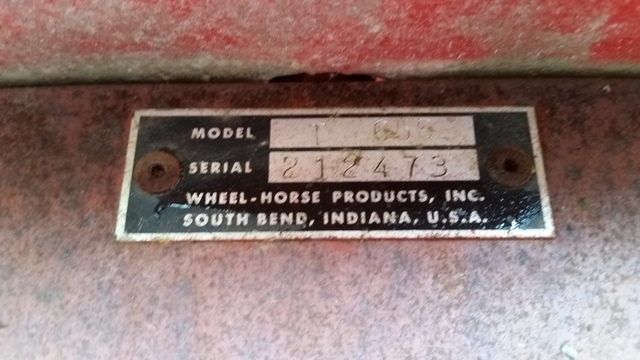 MODEL
SERIAL 212473
WHEEL-HORSE PRODUCTS, INC.
SOUTH BEND, INDIANA, U.S.A.